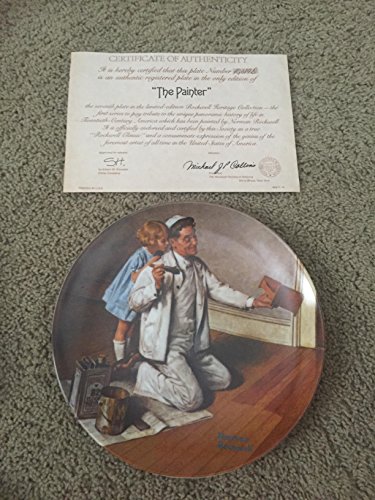 CERTIFICATE OF AUTHENTICITY
It is hereby certified that this plate Number
is an authentic registered plate in the only edition of
"The Painter"
the seventh plate in the limited-edition Rockwell Heritage Collection — the
first series to pay tribute to the unique panoramic history of life in
Twentieth Century America which has been painted by Norman Rockwell
It is officially endorsed and certified by this Society as a true
"Rockwell Classic" and a consummate expression of the genius of the
foremost artist of all time in the United States of America.
Norman
Rockwell